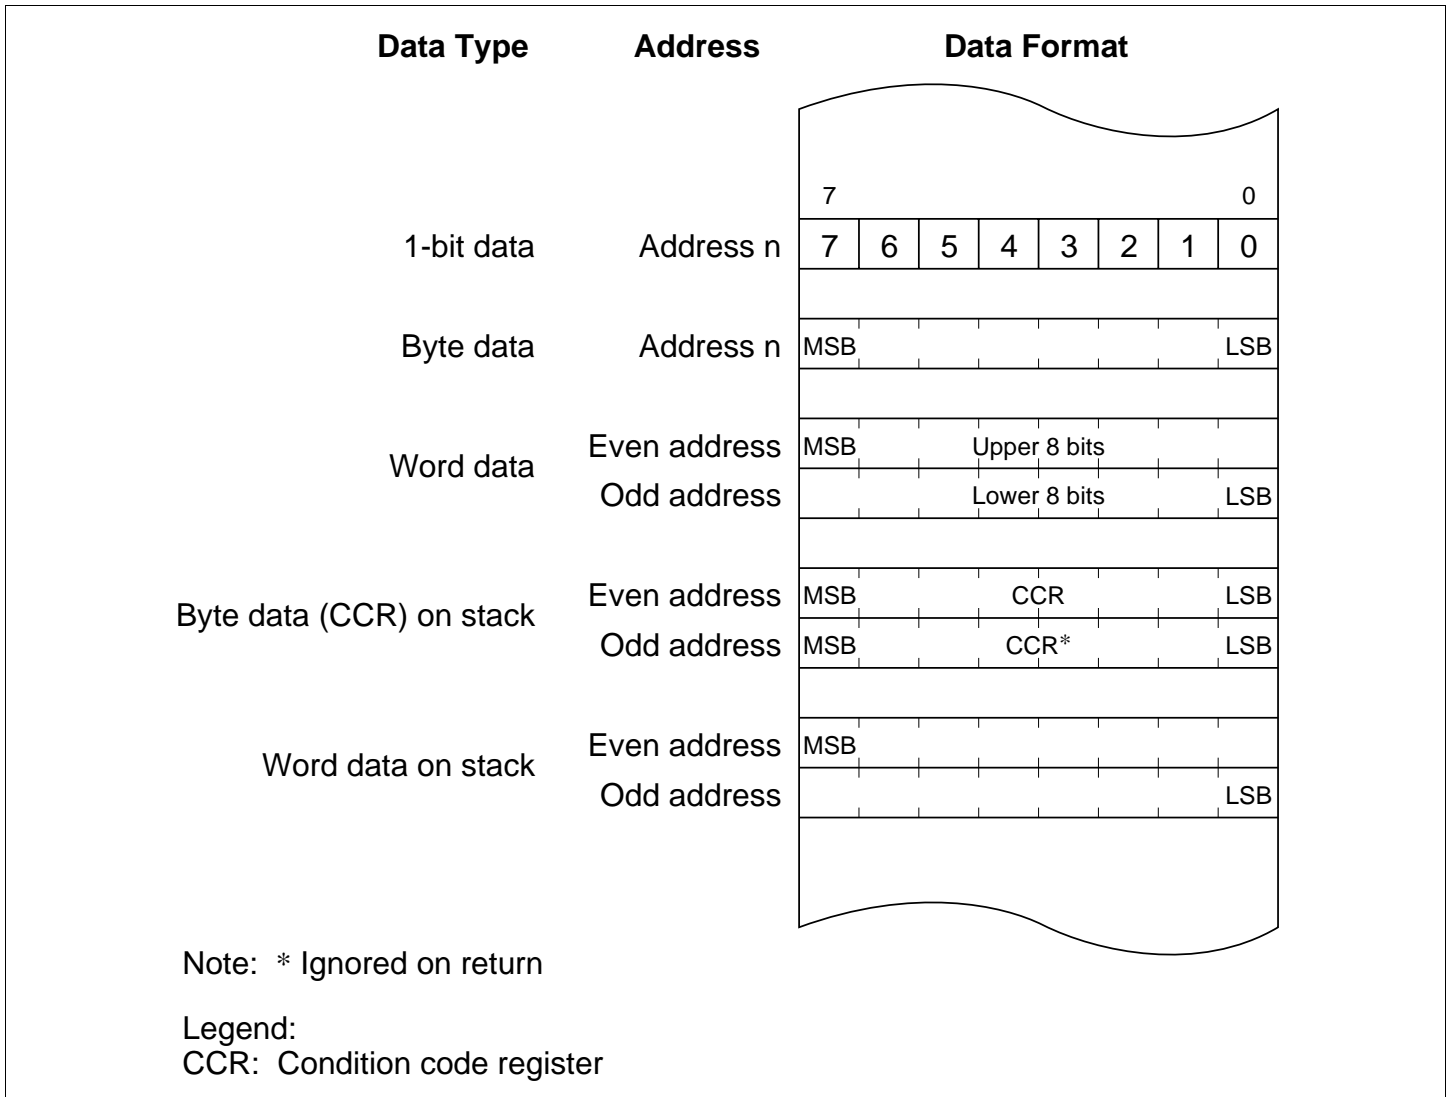 Data Type Address Data Format
7 0
1-bit data Address n 7 6 5 4 3 2 1 0
Byte data Address n MSB LSB
Word data
Even address MSB Upper 8 bits
Odd address Lower 8 bits LSB
Byte data (CCR) on stack
Even address MSB CCR LSB
Odd address MSB CCR* LSB
Word data on stack
Even address MSB
Odd address LSB
Note: * Ignored on return
Legend:
CCR: Condition code register